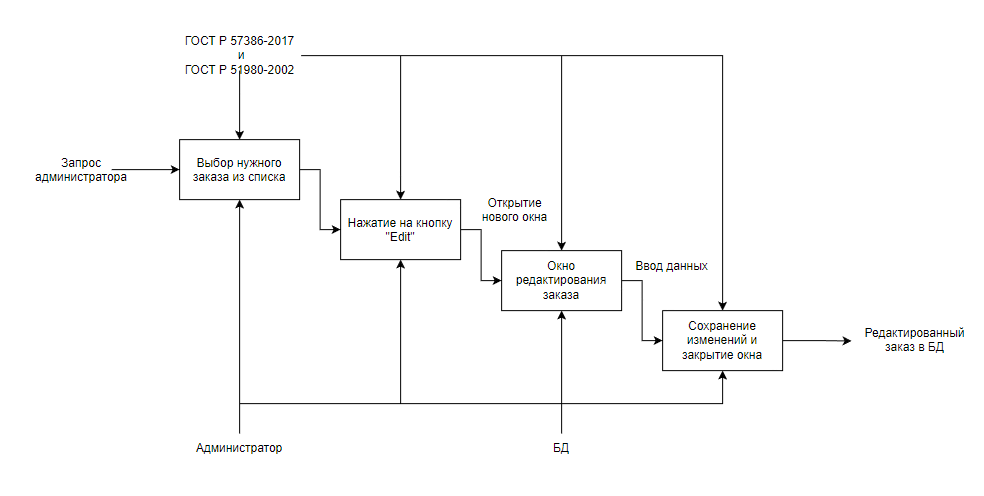 ГОСТ Р 57386-2017
и
ГОСТ Р 51980-2002
Запрос
администратора
Выбор нужного
заказа из списка
Нажатие на кнопку
"Edit"
Открытие
нового окна
Окно
редактирования
заказа
Ввод данных
Сохранение
изменений и
закрытие окна
Редактированный
заказ в БД
Администратор
БД